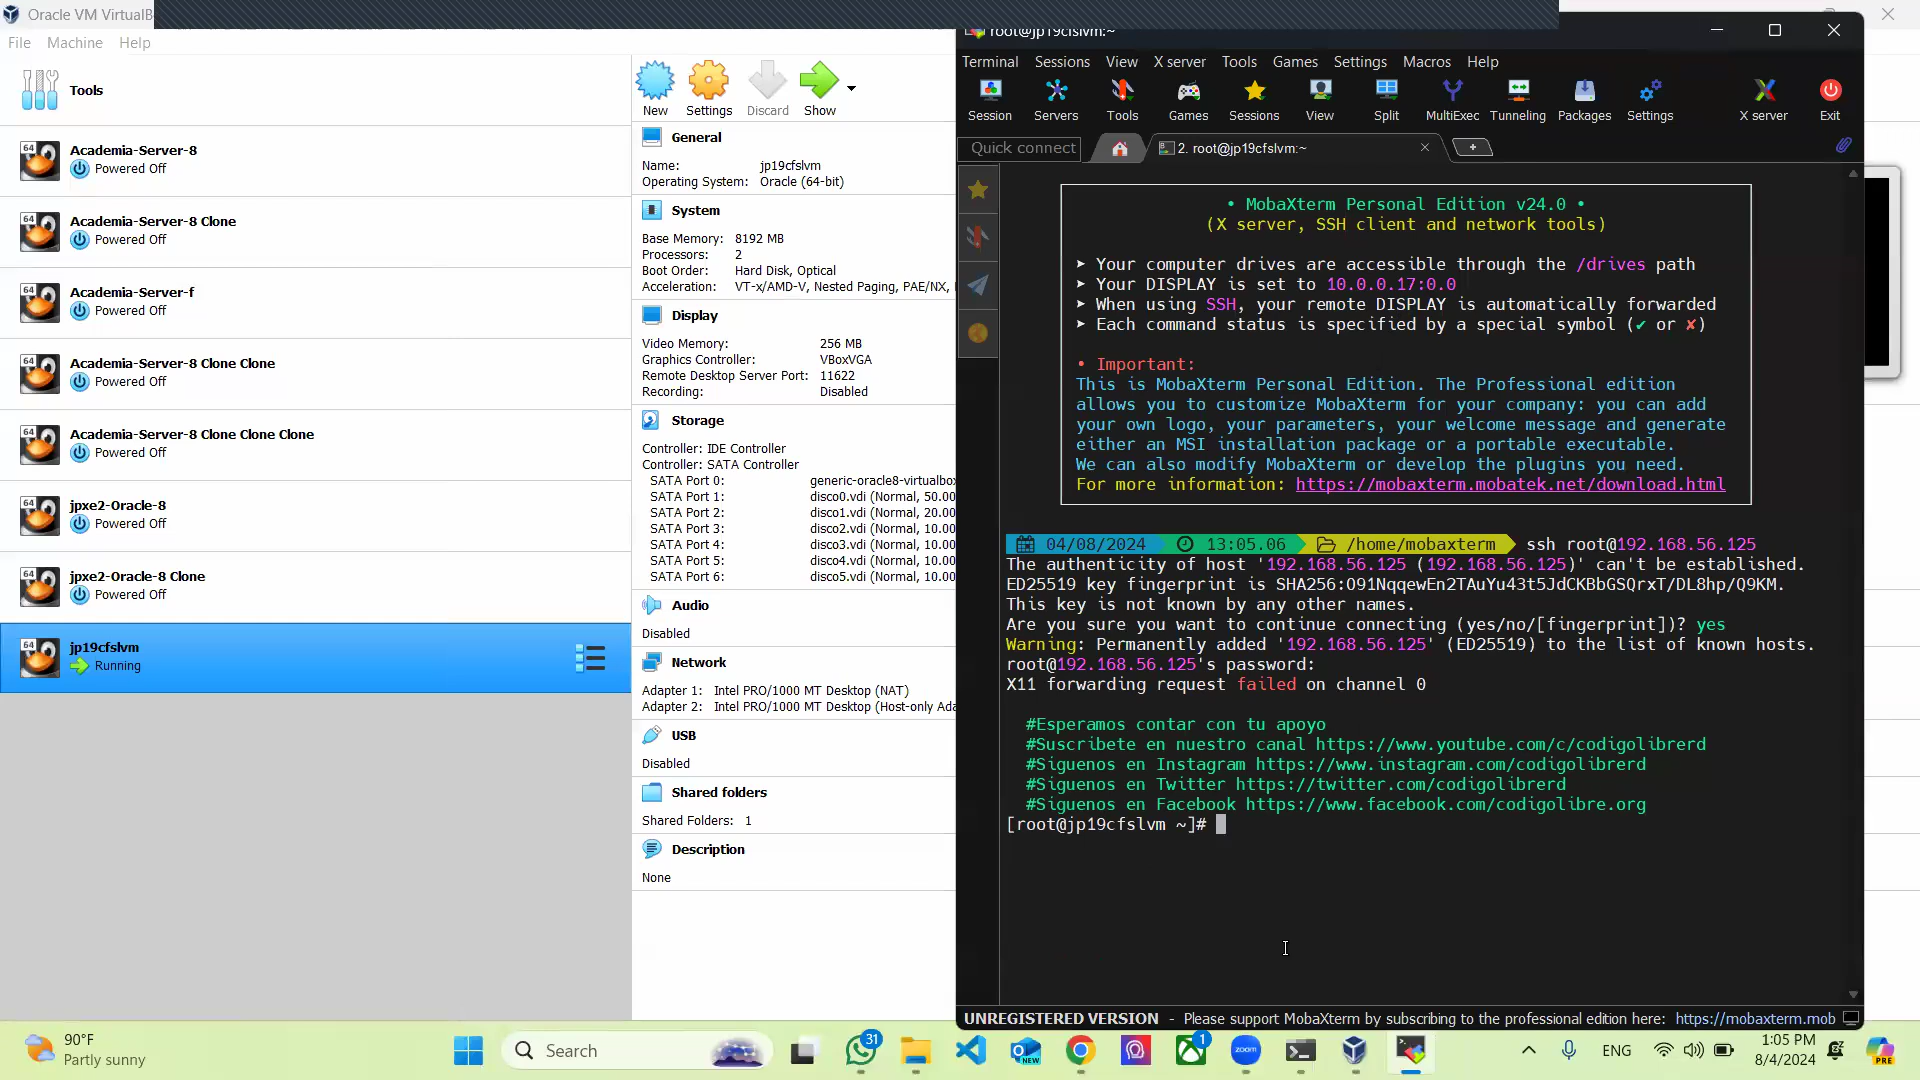 Oracle VM VirtualB
File Machine Help
Tools
64 Academia-Server-8
Powered Off
64 Academia-Server-8 Clone
Powered Off
64 Academia-Server-f
Powered Off
64 Academia-Server-8 Clone Clone
Powered Off
64 Academia-Server-8 Clone Clone Clone
Powered Off
64 jpxe2-Oracle-8
Powered Off
64 jpxe2-Oracle-8 Clone
Powered Off
64 jp19cfslvm
Running
New Settings Discard Show
General
Name: jp19cfslvm
Operating System: Oracle (64-bit)
System
Base Memory: 8192 MB
Processors: 2
Boot Order: Hard Disk, Optical
Acceleration: VT-x/AMD-V, Nested Paging, PAE/NX,
Display
Video Memory: 256 MB
Graphics Controller: VBoxVGA
Remote Desktop Server Port: 11622
Recording: Disabled
Storage
Controller: IDE Controller
Controller: SATA Controller
SATA Port 0: generic-oracle8-virtualbox
SATA Port 1: disco0.vdi (Normal, 50.00
SATA Port 2: disco1.vdi (Normal, 20.00
SATA Port 3: disco2.vdi (Normal, 10.00
SATA Port 4: disco3.vdi (Normal, 10.00
SATA Port 5: disco4.vdi (Normal, 10.00
SATA Port 6: disco5.vdi (Normal, 10.00
Audio
Disabled
Network
Adapter 1: Intel PRO/1000 MT Desktop (NAT)
Adapter 2: Intel PRO/1000 MT Desktop (Host-only Ada
USB
Disabled
Shared folders
Shared Folders: 1
Description
None
root@jp19cfslvm:~
Terminal Sessions View X server Tools Games Settings Macros Help
Session Servers Tools Games Sessions View Split MultiExec Tunneling Packages Settings X server Exit
Quick connect 2. root@jp19cfslvm:~
• MobaXterm Personal Edition v24.0 •
(X server, SSH client and network tools)
➤ Your computer drives are accessible through the /drives path
➤ Your DISPLAY is set to 10.0.0.17:0.0
➤ When using SSH, your remote DISPLAY is automatically forwarded
➤ Each command status is specified by a special symbol (✔ or ✘)
• Important:
This is MobaXterm Personal Edition. The Professional edition
allows you to customize MobaXterm for your company: you can add
your own logo, your parameters, your welcome message and generate
either an MSI installation package or a portable executable.
We can also modify MobaXterm or develop the plugins you need.
For more information: https://mobaxterm.mobatek.net/download.html
04/08/2024 13:05.06 /home/mobaxterm ssh root@192.168.56.125
The authenticity of host '192.168.56.125 (192.168.56.125)' can't be established.
ED25519 key fingerprint is SHA256:O91NqqewEn2TAuYu43t5JdCKBbGSQrxT/DL8hp/Q9KM.
This key is not known by any other names.
Are you sure you want to continue connecting (yes/no/[fingerprint])? yes
Warning: Permanently added '192.168.56.125' (ED25519) to the list of known hosts.
root@192.168.56.125's password:
X11 forwarding request failed on channel 0
#Esperamos contar con tu apoyo
#Suscribete en nuestro canal https://www.youtube.com/c/codigolibrerd
#Siguenos en Instagram https://www.instagram.com/codigolibrerd
#Siguenos en Twitter https://twitter.com/codigolibrerd
#Siguenos en Facebook https://www.facebook.com/codigolibre.org
[root@jp19cfslvm ~]#
UNREGISTERED VERSION - Please support MobaXterm by subscribing to the professional edition here: https://mobaxterm.mob
90°F
Partly sunny
Search
31
NEW
1
zoom
ENG
1:05 PM
8/4/2024
PRE